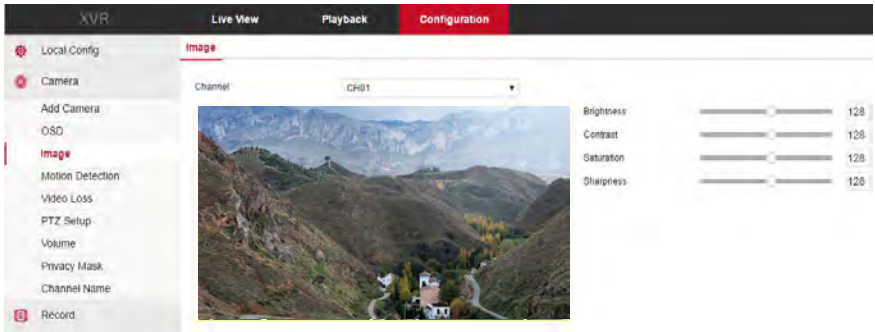 XVR Live View Playback Configuration
Local Config
Camera
Add Camera
OSD
Image
Motion Detection
Video Loss
PTZ Setup
Volume
Privacy Mask
Channel Name
Record
Image
Channel CH01
Brightness 128
Contrast 128
Saturation 128
Sharpness 128